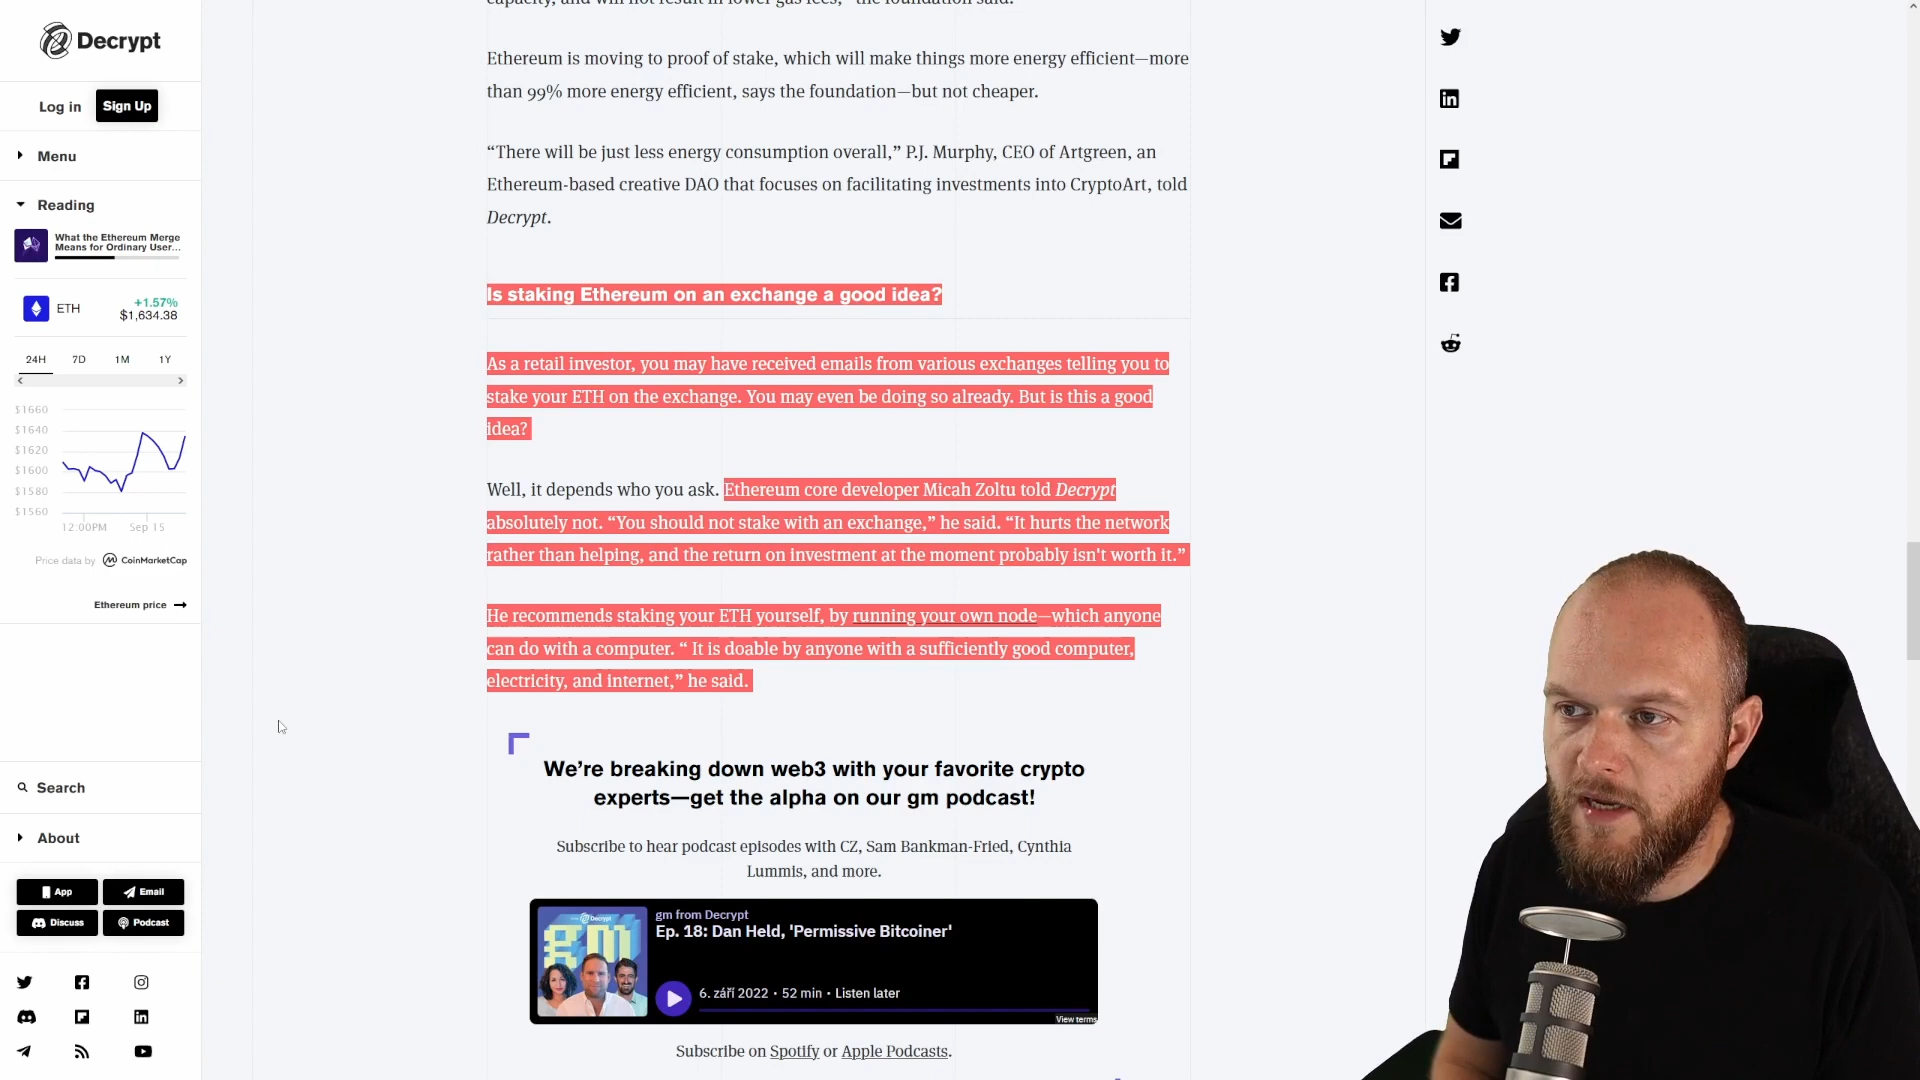 Decrypt
Log in
Sign Up
Menu
Reading
What the Ethereum Merge
Means for Ordinary User...
ETH
+1.57%
$1,634.38
24H 7D 1M 1Y
$1660
$1640
$1620
$1600
$1580
$1560
12:00PM Sep 15
Price data by CoinMarketCap
Ethereum price
Search
About
App
Email
Discuss
Podcast
capacity, and will not result in lower gas fees,” the foundation said.
Ethereum is moving to proof of stake, which will make things more energy efficient—more
than 99% more energy efficient, says the foundation—but not cheaper.
“There will be just less energy consumption overall,” P.J. Murphy, CEO of Artgreen, an
Ethereum-based creative DAO that focuses on facilitating investments into CryptoArt, told
Decrypt.
Is staking Ethereum on an exchange a good idea?
As a retail investor, you may have received emails from various exchanges telling you to
stake your ETH on the exchange. You may even be doing so already. But is this a good
idea?
Well, it depends who you ask. Ethereum core developer Micah Zoltu told Decrypt
absolutely not. “You should not stake with an exchange,” he said. “It hurts the network
rather than helping, and the return on investment at the moment probably isn't worth it.”
He recommends staking your ETH yourself, by running your own node—which anyone
can do with a computer. “ It is doable by anyone with a sufficiently good computer,
electricity, and internet,” he said.
We’re breaking down web3 with your favorite crypto
experts—get the alpha on our gm podcast!
Subscribe to hear podcast episodes with CZ, Sam Bankman-Fried, Cynthia
Lummis, and more.
Decrypt
gm
gm from Decrypt
Ep. 18: Dan Held, 'Permissive Bitcoiner'
6. září 2022 · 52 min · Listen later
View terms
Subscribe on Spotify or Apple Podcasts.